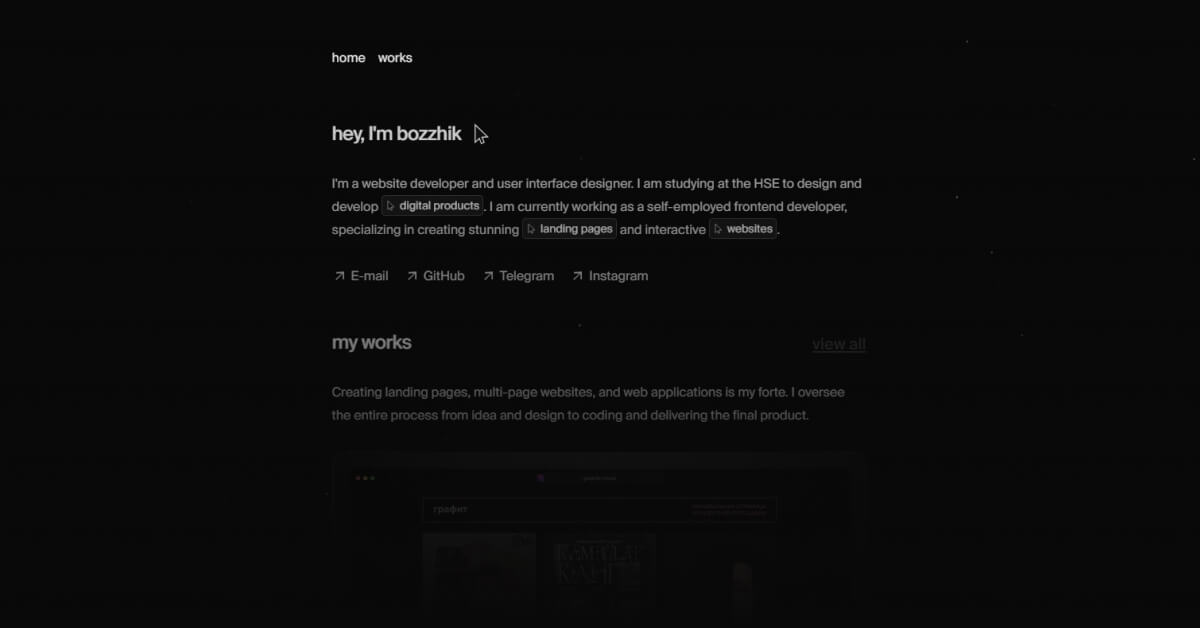 home works
hey, I'm bozzhik
I'm a website developer and user interface designer. I am studying at the HSE to design and
develop digital products. I am currently working as a self-employed frontend developer,
specializing in creating stunning landing pages and interactive websites.
E-mail GitHub Telegram Instagram
my works view all
Creating landing pages, multi-page websites, and web applications is my forte. I oversee
the entire process from idea and design to coding and delivering the final product.
графит